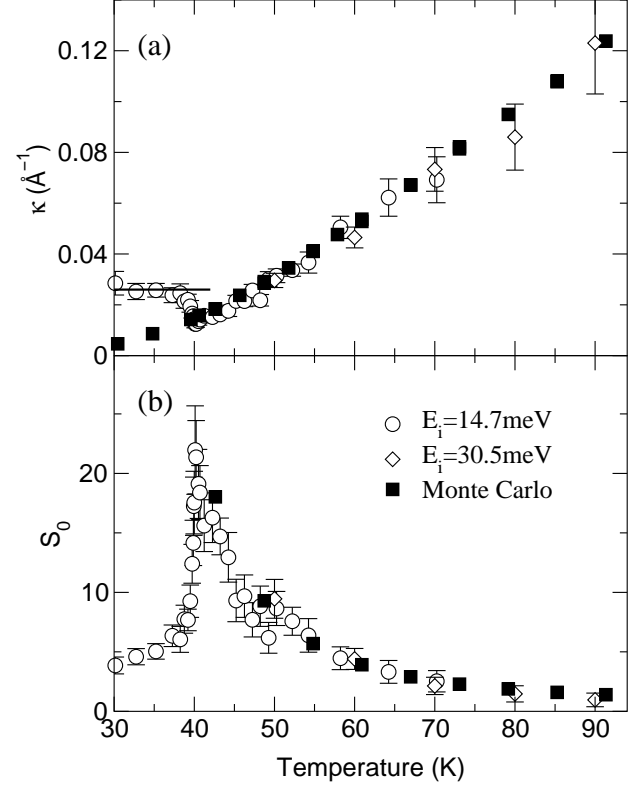 0.12
(a)
0.08
κ (Å⁻¹)
0.04
0
(b)
E_i=14.7meV
20
E_i=30.5meV
Monte Carlo
S_0
10
0
30 40 50 60 70 80 90
Temperature (K)